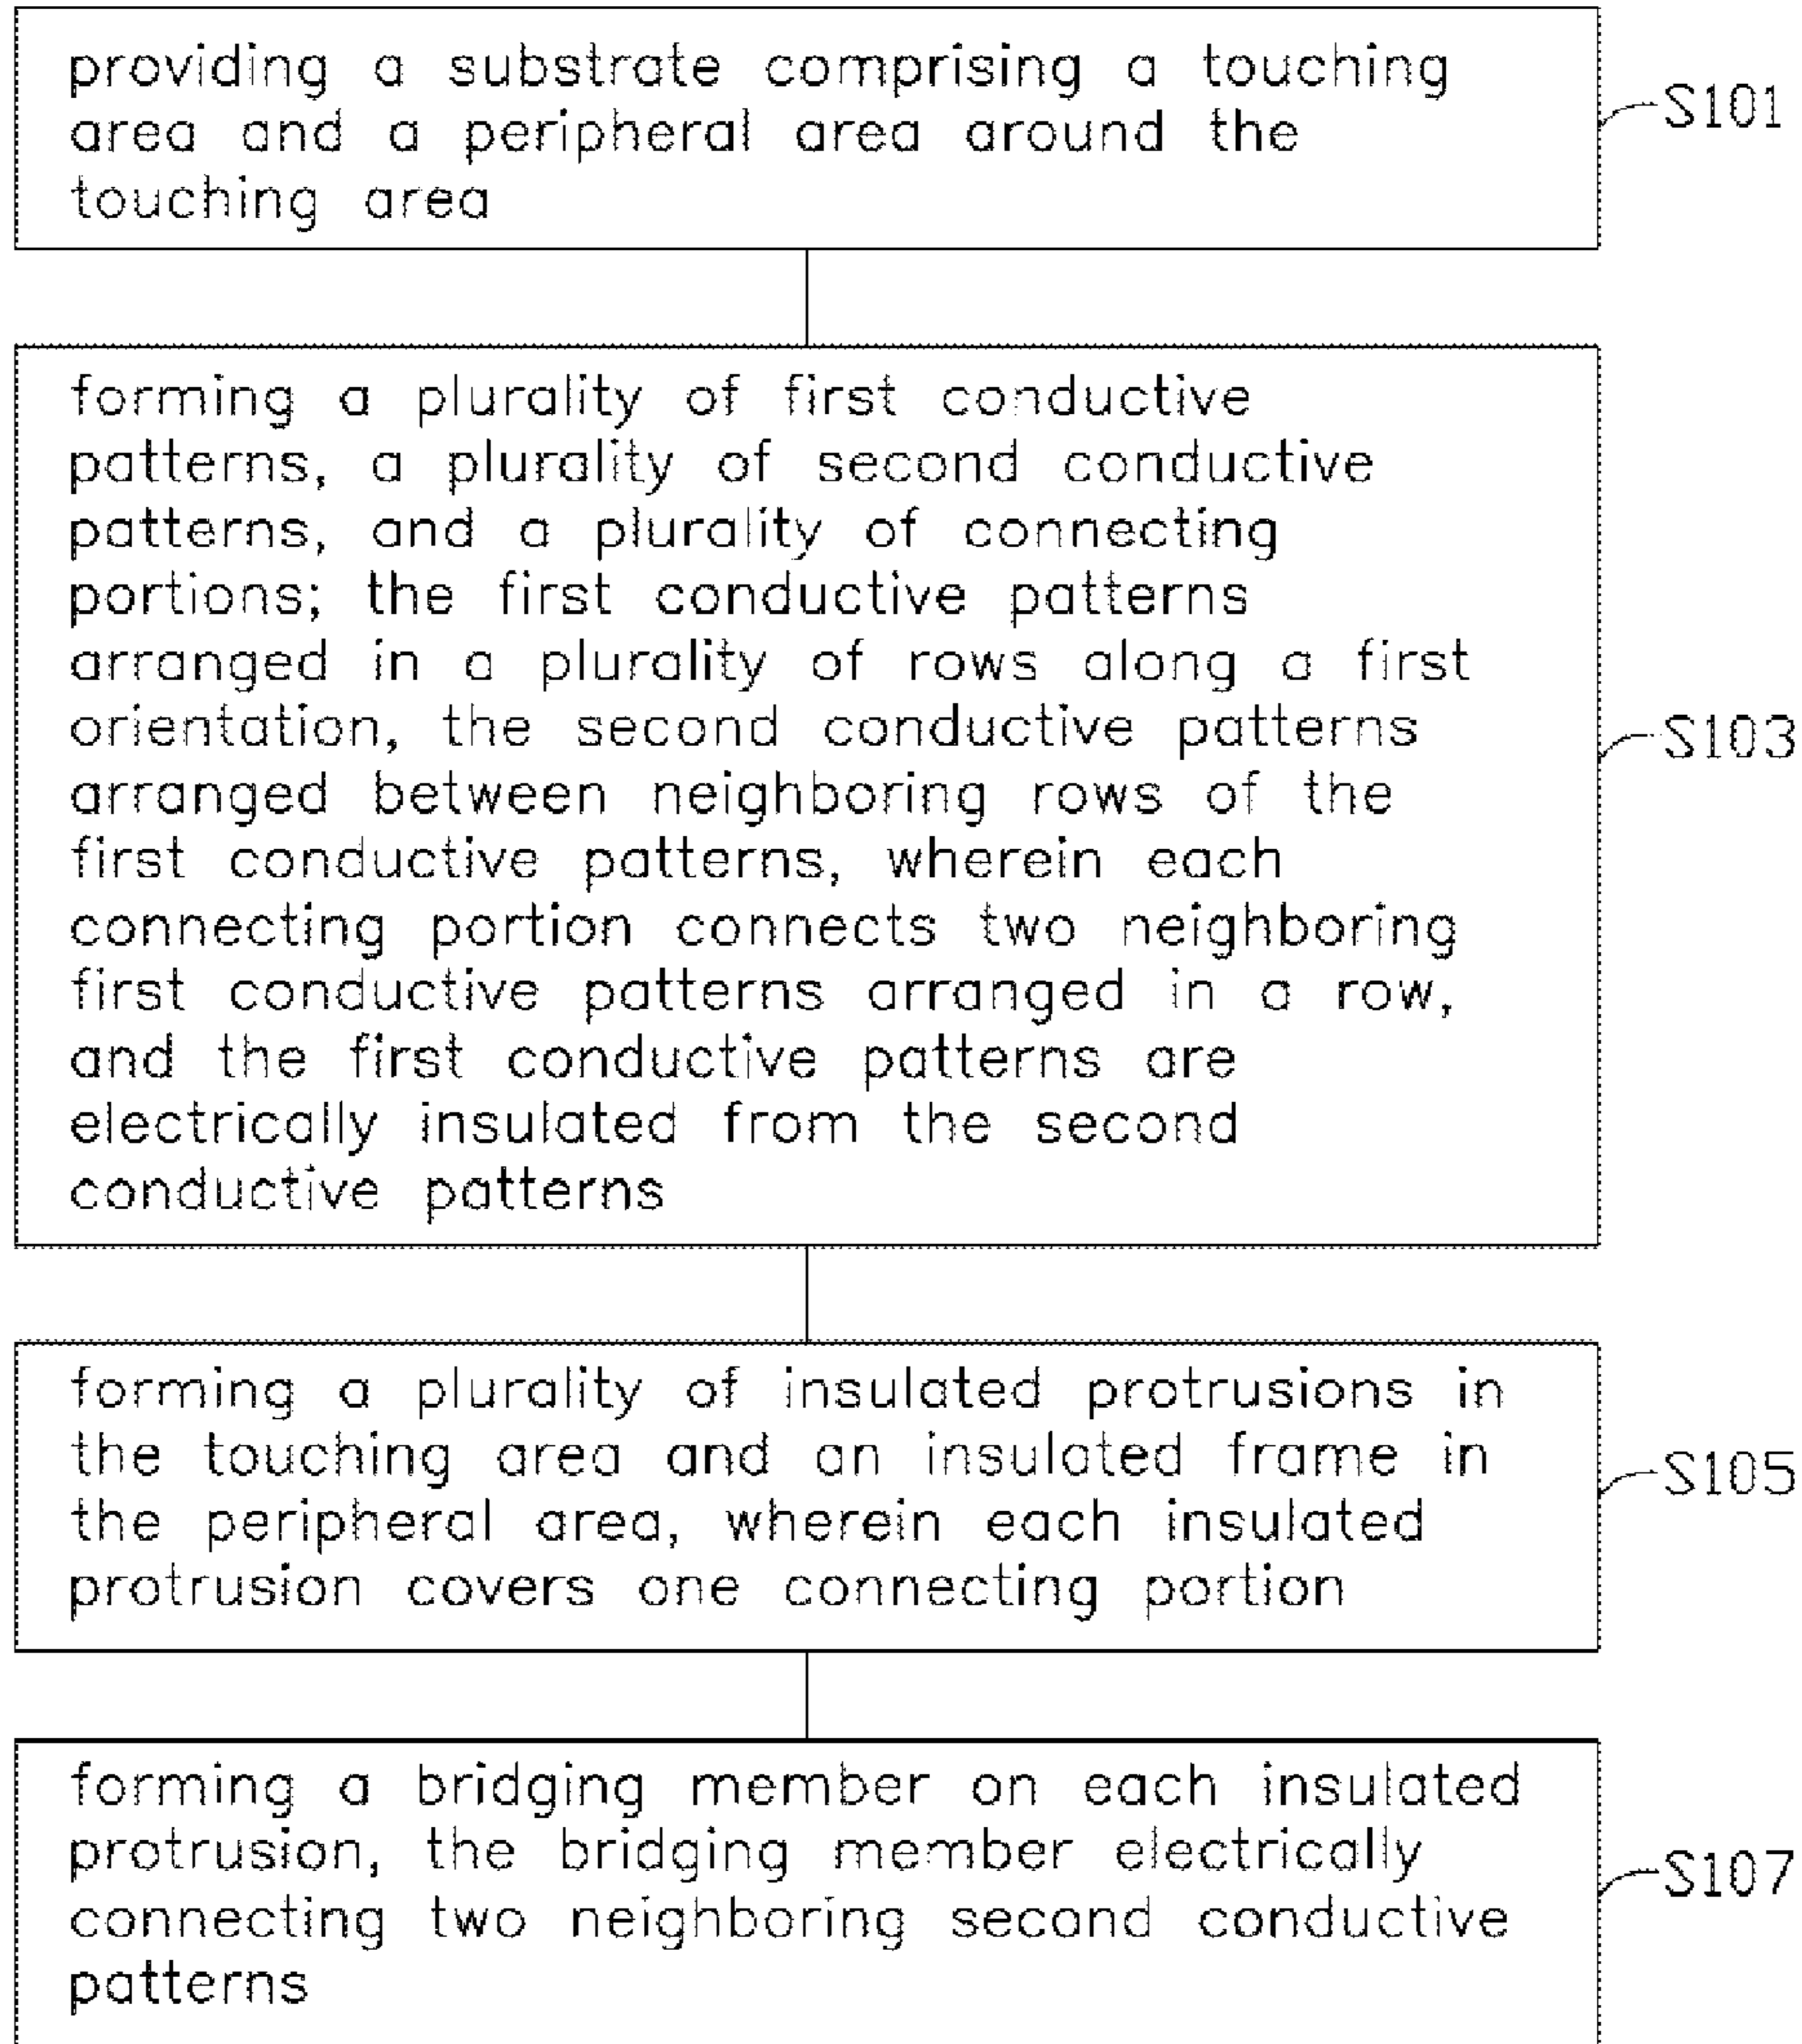 providing a substrate comprising a touching
area and a peripheral area around the
touching area
S101
forming a plurality of first conductive
patterns, a plurality of second conductive
patterns, and a plurality of connecting
portions; the first conductive patterns
arranged in a plurality of rows along a first
orientation, the second conductive patterns
arranged between neighboring rows of the
first conductive patterns, wherein each
connecting portion connects two neighboring
first conductive patterns arranged in a row,
and the first conductive patterns are
electrically insulated from the second
conductive patterns
S103
forming a plurality of insulated protrusions in
the touching area and an insulated frame in
the peripheral area, wherein each insulated
protrusion covers one connecting portion
S105
forming a bridging member on each insulated
protrusion, the bridging member electrically
connecting two neighboring second conductive
patterns
S107